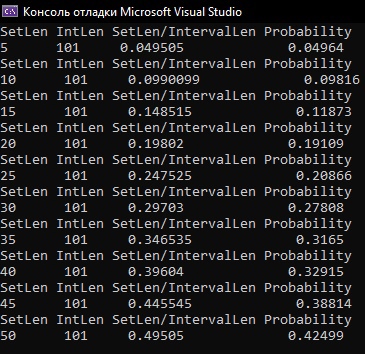 Консоль отладки Microsoft Visual Studio
SetLen IntLen SetLen/IntervalLen Probability
5 101 0.049505 0.04964
SetLen IntLen SetLen/IntervalLen Probability
10 101 0.0990099 0.09816
SetLen IntLen SetLen/IntervalLen Probability
15 101 0.148515 0.11873
SetLen IntLen SetLen/IntervalLen Probability
20 101 0.19802 0.19109
SetLen IntLen SetLen/IntervalLen Probability
25 101 0.247525 0.20866
SetLen IntLen SetLen/IntervalLen Probability
30 101 0.29703 0.27808
SetLen IntLen SetLen/IntervalLen Probability
35 101 0.346535 0.3165
SetLen IntLen SetLen/IntervalLen Probability
40 101 0.39604 0.32915
SetLen IntLen SetLen/IntervalLen Probability
45 101 0.445545 0.38814
SetLen IntLen SetLen/IntervalLen Probability
50 101 0.49505 0.42499